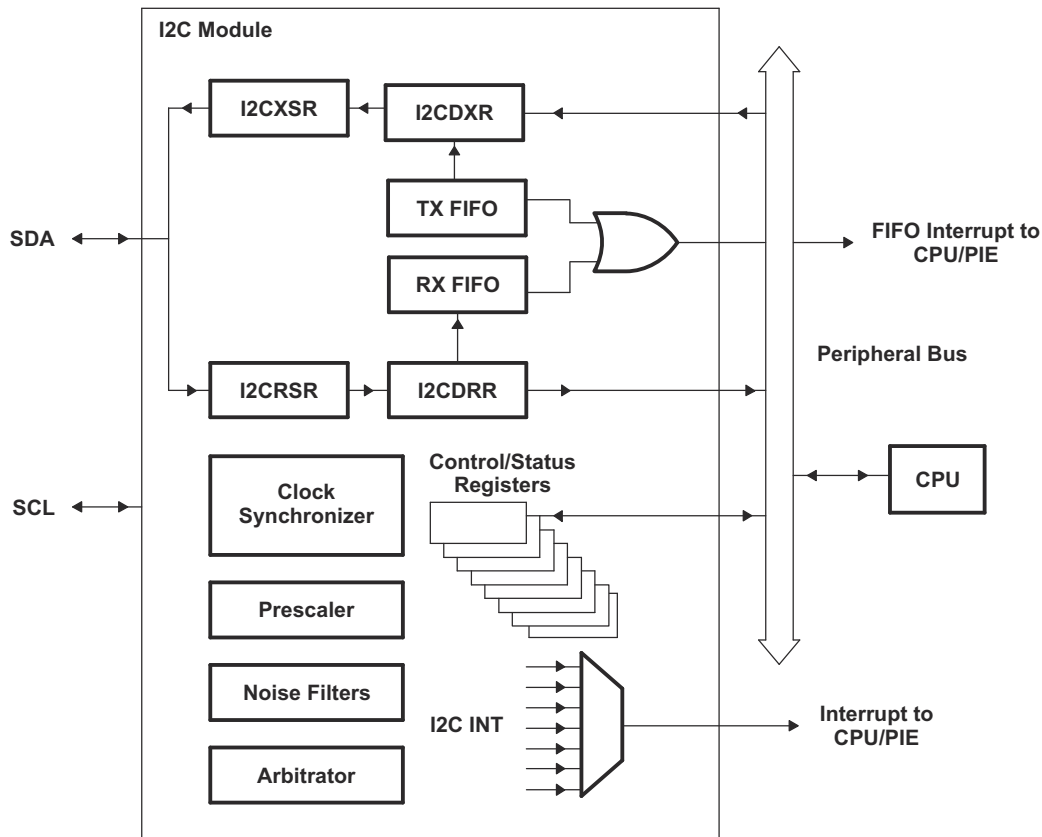 I2C Module
I2CXSR
I2CDXR
TX FIFO
SDA
FIFO Interrupt to
CPU/PIE
RX FIFO
Peripheral Bus
I2CRSR
I2CDRR
Control/Status
Registers
CPU
SCL
Clock
Synchronizer
Prescaler
Noise Filters
I2C INT
Interrupt to
CPU/PIE
Arbitrator